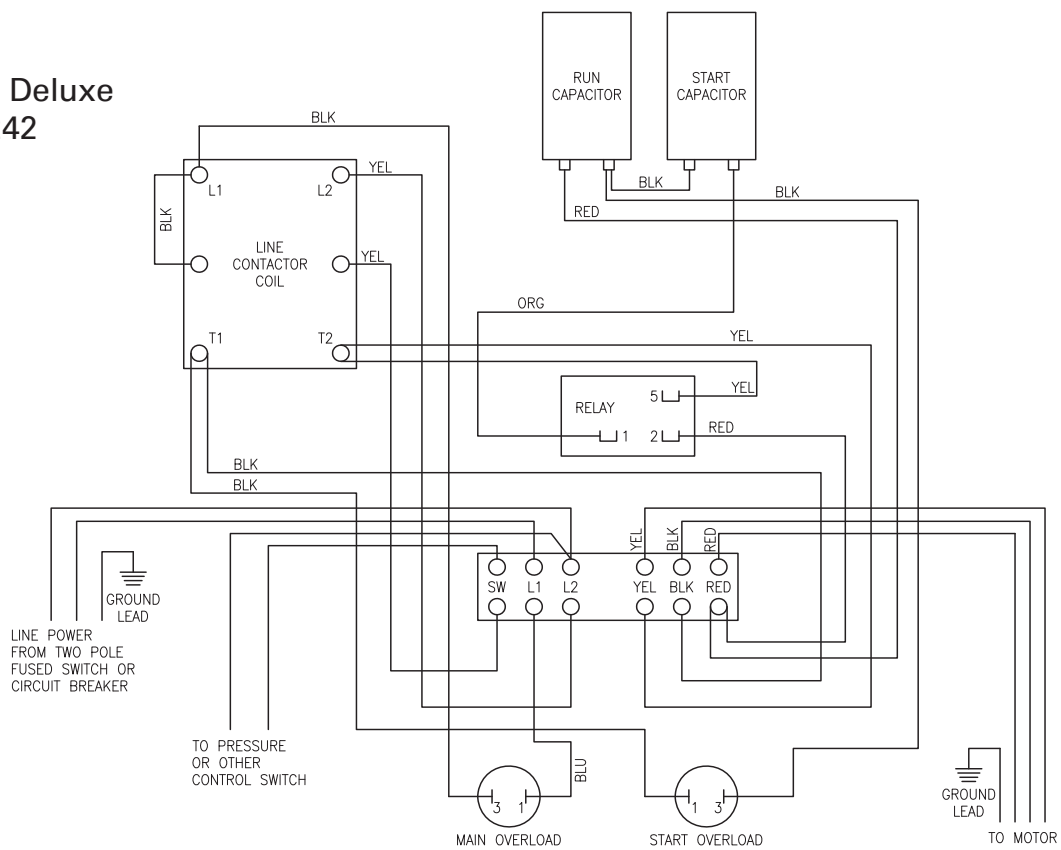 Deluxe
42
RUN
CAPACITOR
START
CAPACITOR
BLK
L1
L2
YEL
BLK
BLK
BLK
RED
LINE
CONTACTOR
COIL
YEL
ORG
T1
T2
YEL
RELAY
5
YEL
1
2
RED
BLK
BLK
YEL
BLK
RED
SW
L1
L2
YEL
BLK
RED
GROUND
LEAD
LINE POWER
FROM TWO POLE
FUSED SWITCH OR
CIRCUIT BREAKER
TO PRESSURE
OR OTHER
CONTROL SWITCH
BLU
3
1
MAIN OVERLOAD
1
3
START OVERLOAD
GROUND
LEAD
TO MOTOR